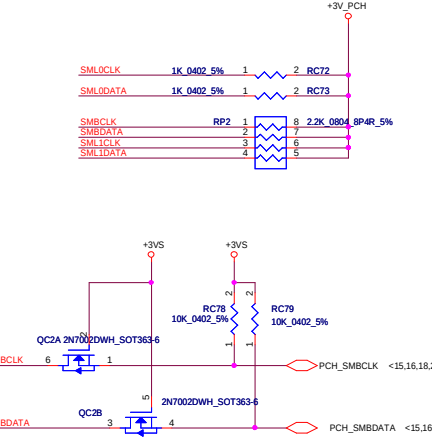 +3V_PCH
SML0CLK 1K_0402_5% 1 2 RC72
SML0DATA 1K_0402_5% 1 2 RC73
SMBCLK RP2 1 8 2.2K_0804_8P4R_5%
SMBDATA 2 7
SML1CLK 3 6
SML1DATA 4 5
+3VS +3VS
2 2
RC78 RC79
10K_0402_5% 10K_0402_5%
1 1
2
QC2A 2N7002DWH_SOT363-6
BCLK 6 1 PCH_SMBCLK <15,16,18,
5
2N7002DWH_SOT363-6
QC2B
BDATA 3 4 PCH_SMBDATA <15,16